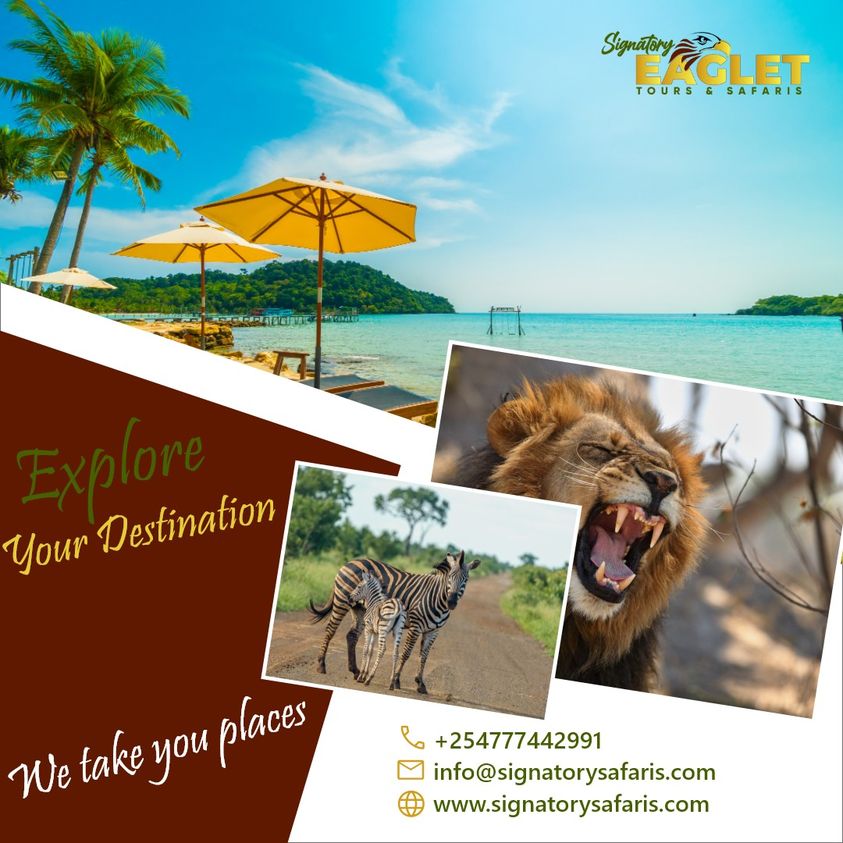 Signatory
EAGLET
TOURS & SAFARIS
Explore
Your Destination
We take you places
+254777442991
info@signatorysafaris.com
www.signatorysafaris.com